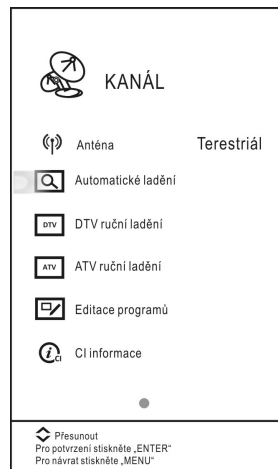 KANÁL
Anténa Terestriál
Automatické ladění
DTV DTV ruční ladění
ATV ATV ruční ladění
Editace programů
CI CI informace
Přesunout
Pro potvrzení stiskněte „ENTER“
Pro návrat stiskněte „MENU“